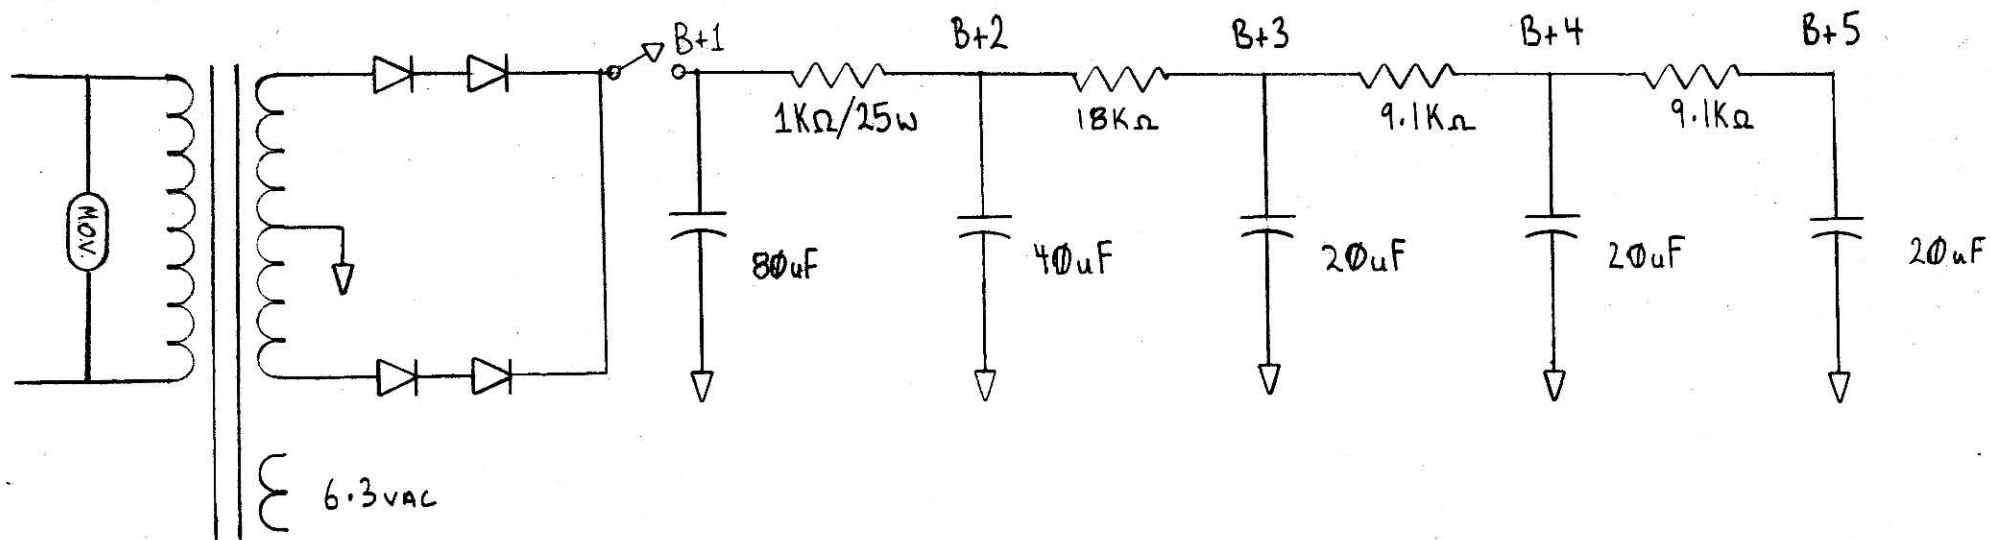 B+1
B+2
B+3
B+4
B+5
1KΩ/25W
18KΩ
9.1KΩ
9.1KΩ
M.O.V.
80uF
40uF
20uF
20uF
20uF
6.3VAC